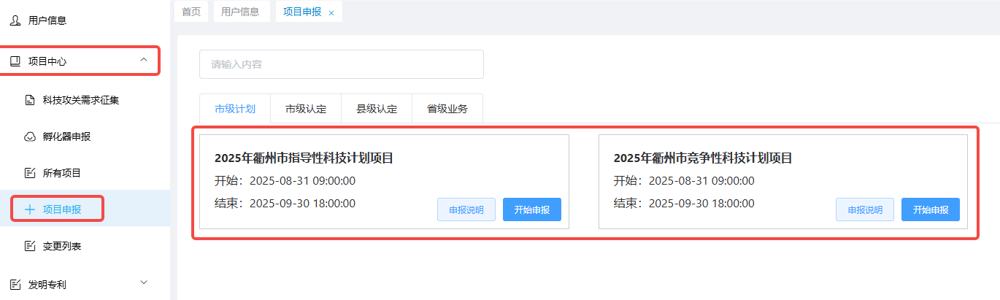 用户信息
项目中心
科技攻关需求征集
孵化器申报
所有项目
项目申报
变更列表
发明专利
首页 用户信息 项目申报 ×
请输入内容
市级计划 市级认定 县级认定 省级业务
2025年衢州市指导性科技计划项目
开始：2025-08-31 09:00:00
结束：2025-09-30 18:00:00
申报说明 开始申报
2025年衢州市竞争性科技计划项目
开始：2025-08-31 09:00:00
结束：2025-09-30 18:00:00
申报说明 开始申报